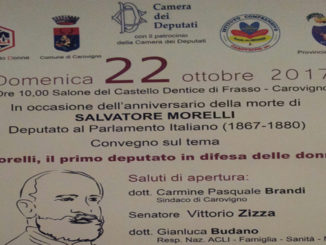 Camera
dei
Deputati
con il patrocinio
della Camera dei Deputati
Comune di Carovigno
Domenica 22 ottobre 2017
Ore 10,00 Salone del Castello Dentice di Frasso - Carovigno
In occasione dell'anniversario della morte di
SALVATORE MORELLI
Deputato al Parlamento Italiano (1867-1880)
Convegno sul tema
Morelli, il primo deputato in difesa delle donn
Saluti di apertura:
dott. Carmine Pasquale Brandi
Sindaco di Carovigno
Senatore Vittorio Zizza
dott. Gianluca Budano
Resp. Naz. ACLI - Famiglia - Sanità -